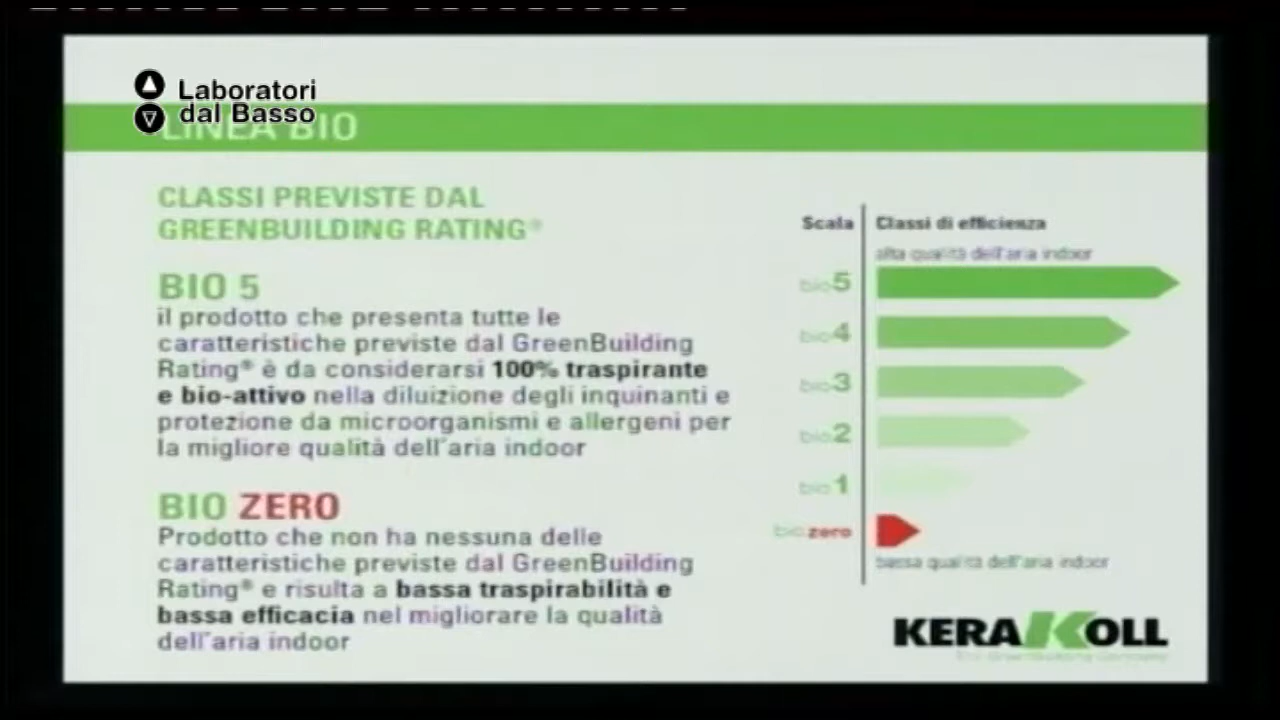 Laboratori
dal Basso
LINEA BIO
CLASSI PREVISTE DAL
GREENBUILDING RATING®
BIO 5
il prodotto che presenta tutte le
caratteristiche previste dal GreenBuilding
Rating® è da considerarsi 100% traspirante
e bio-attivo nella diluizione degli inquinanti e
protezione da microorganismi e allergeni per
la migliore qualità dell'aria indoor
BIO ZERO
Prodotto che non ha nessuna delle
caratteristiche previste dal GreenBuilding
Rating® e risulta a bassa traspirabilità e
bassa efficacia nel migliorare la qualità
dell'aria indoor
Scala
Classi di efficienza
alta qualità dell'aria indoor
bio5
bio4
bio3
bio2
bio1
biozero
bassa qualità dell'aria indoor
KERAKOLL